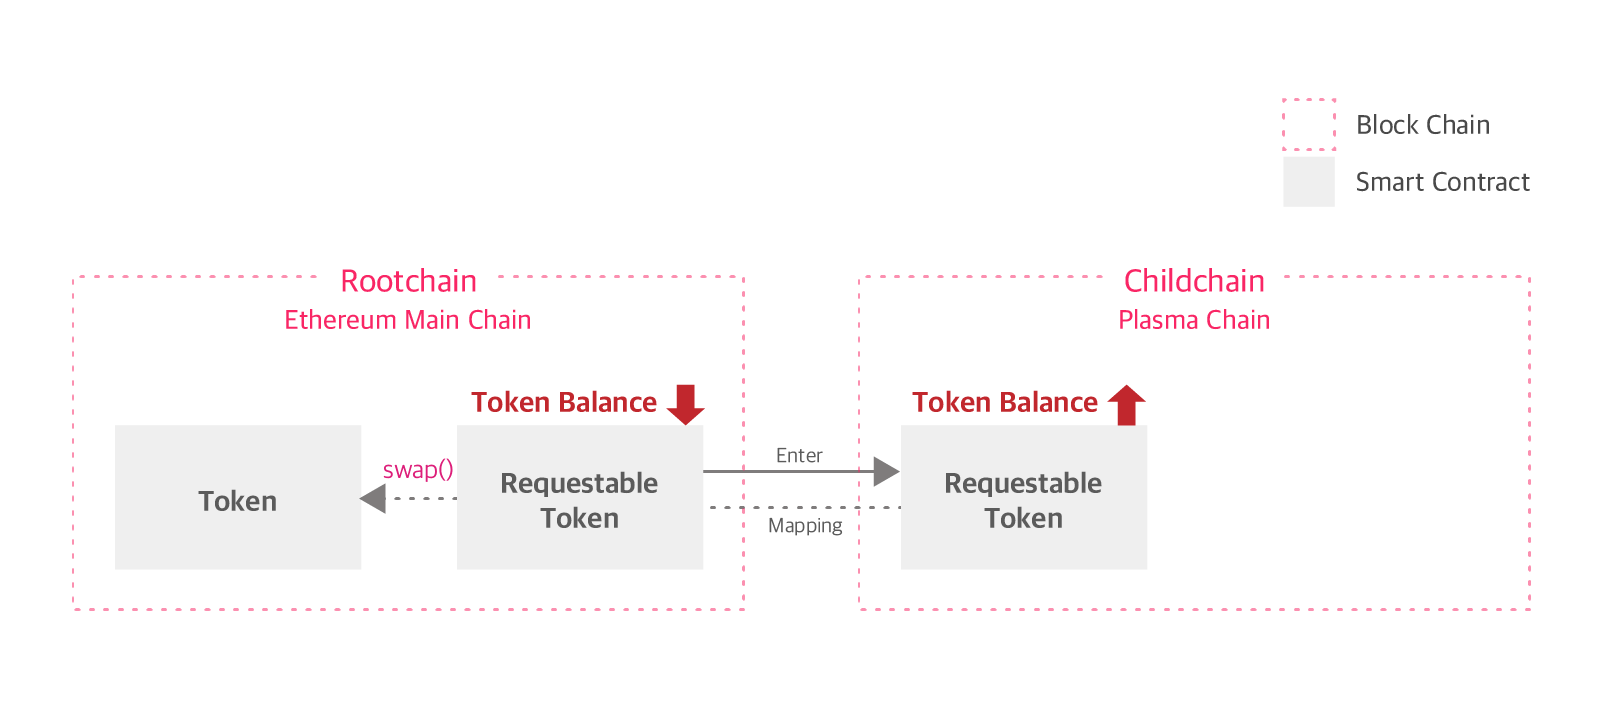 Block Chain
Smart Contract
Rootchain
Ethereum Main Chain
Childchain
Plasma Chain
Token Balance
Token Balance
Token
swap()
Requestable
Token
Enter
Mapping
Requestable
Token